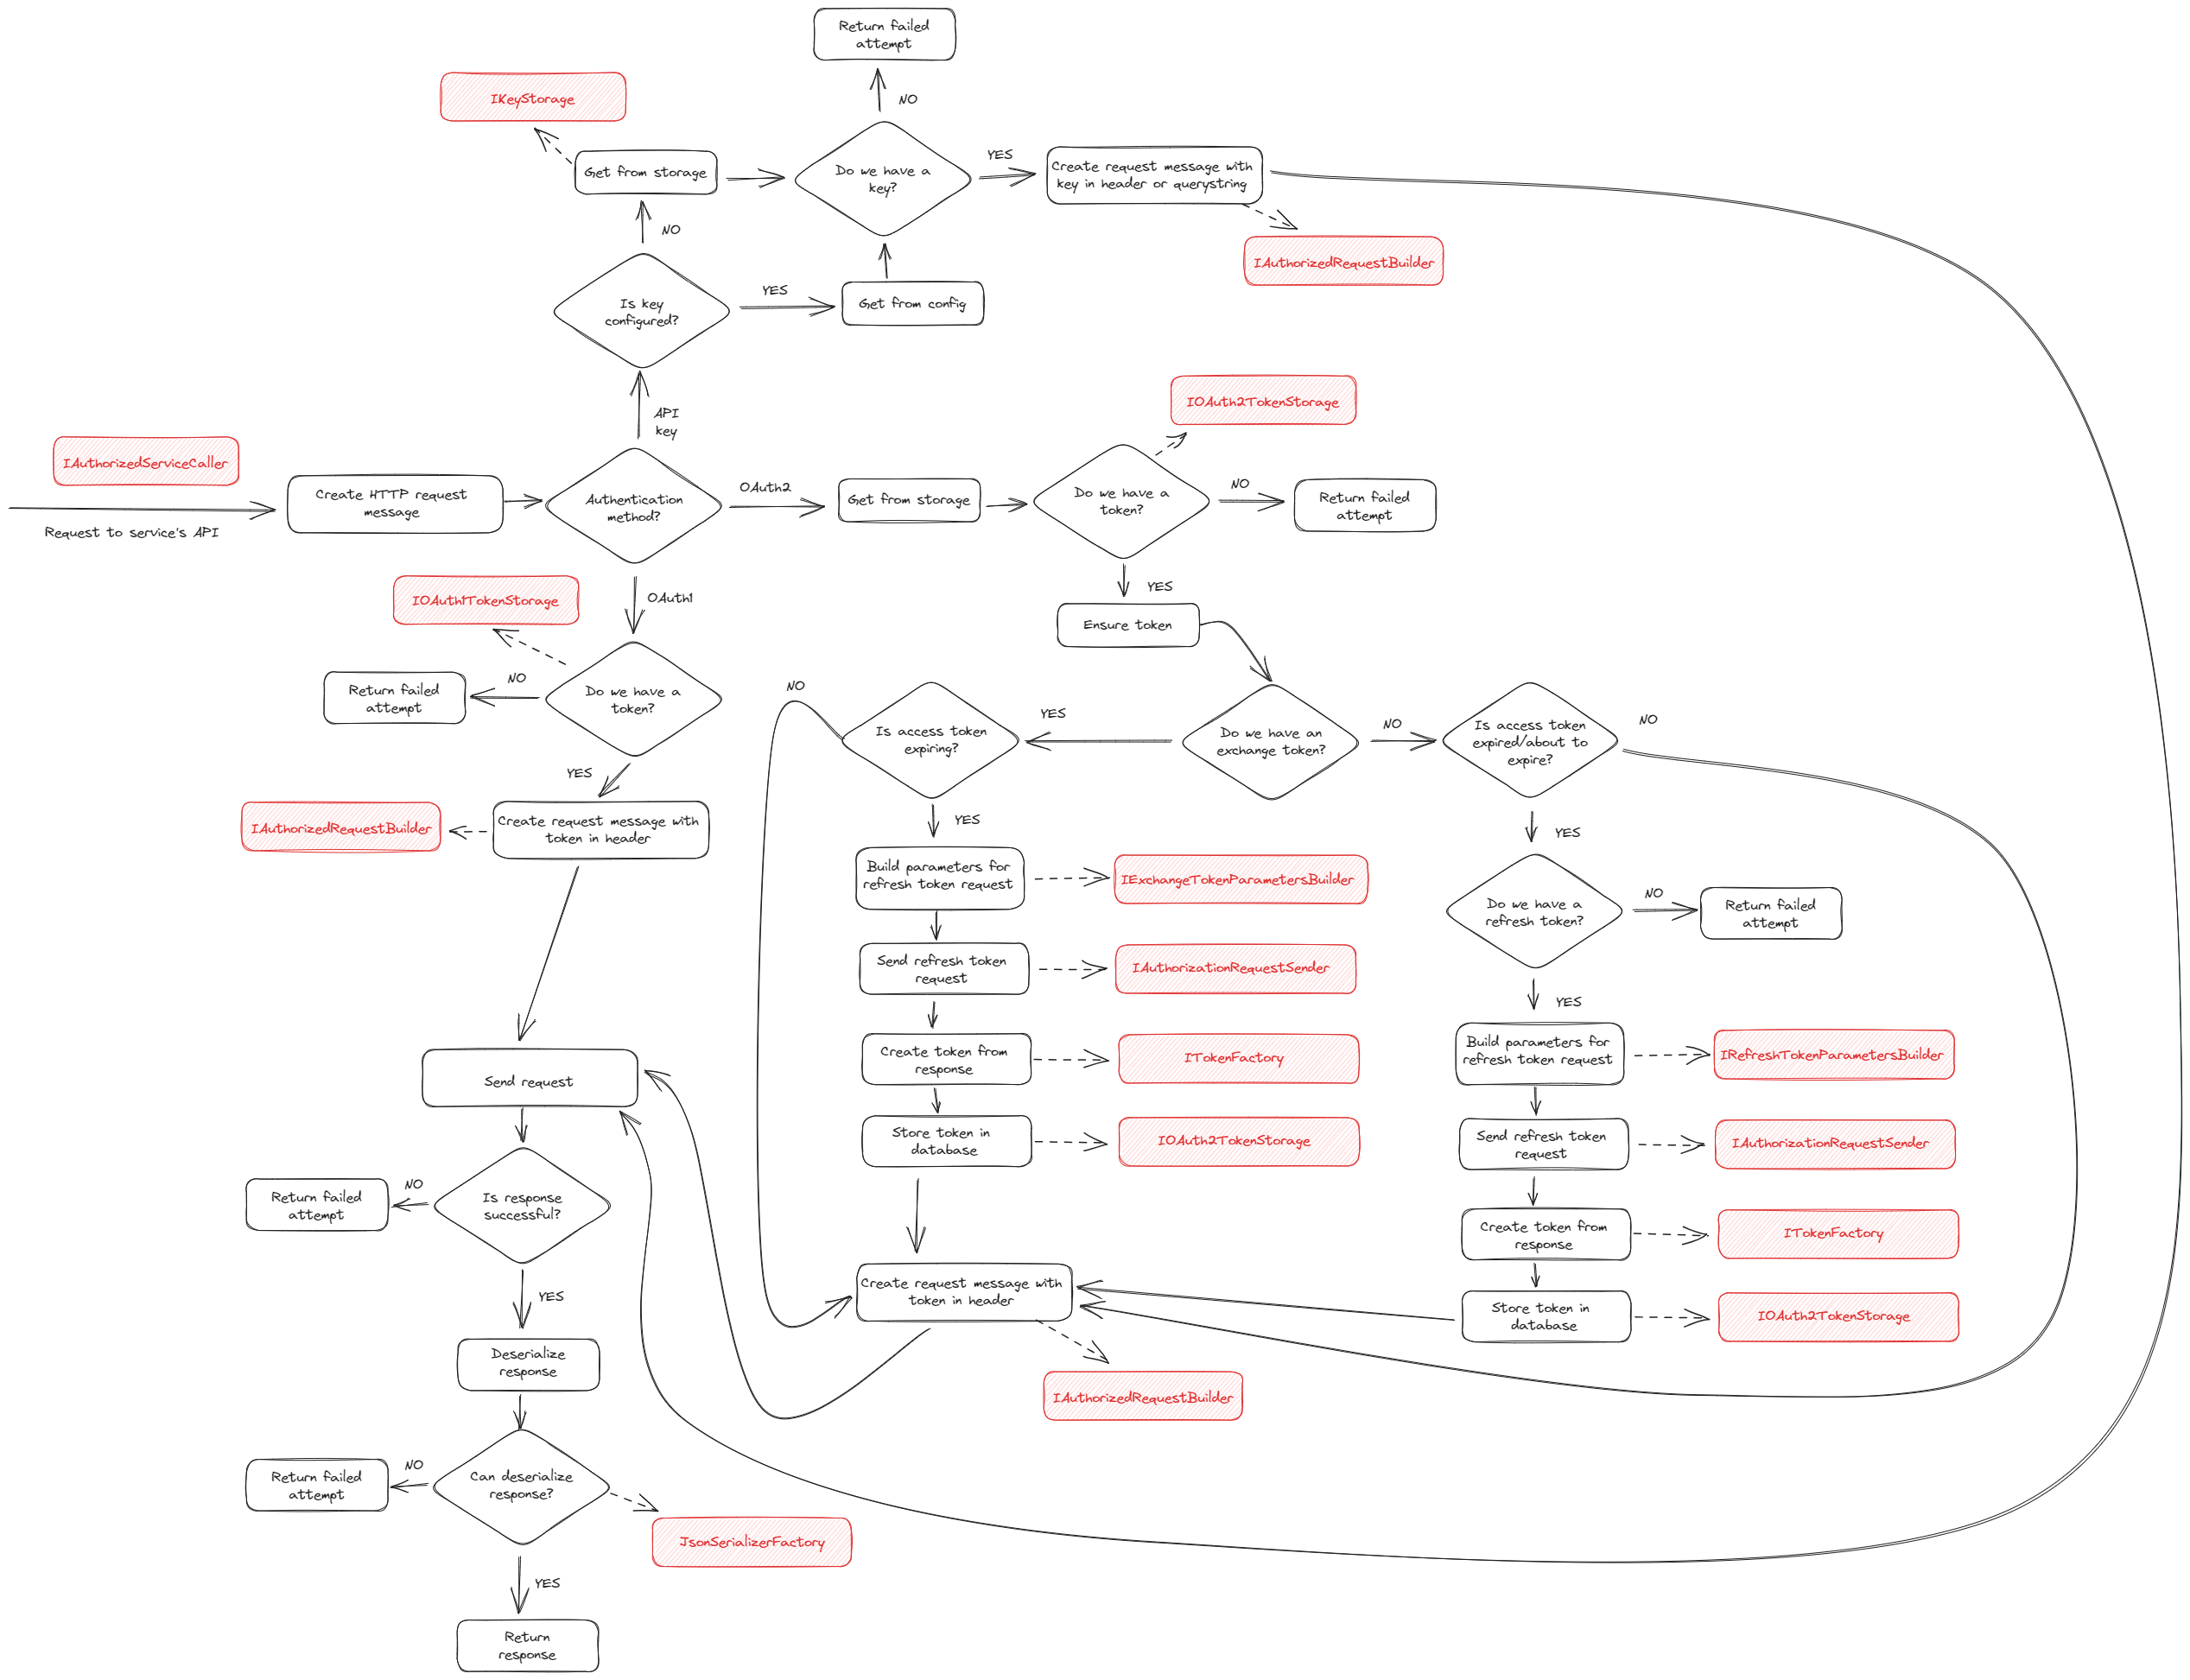 Return failed
attempt
NO
IKeyStorage
Get from storage
Do we have a
key?
YES
Create request message with
key in header or querystring
IAuthorizedRequestBuilder
NO
Is key
configured?
YES
Get from config
API
key
IOAuth2TokenStorage
IAuthorizedServiceCaller
Request to service's API
Create HTTP request
message
Authentication
method?
OAuth2
Get from storage
Do we have a
token?
NO
Return failed
attempt
YES
Ensure token
OAuth1
IOAuth1TokenStorage
Do we have a
token?
NO
Return failed
attempt
YES
Create request message with
token in header
IAuthorizedRequestBuilder
NO
Is access token
expiring?
YES
Do we have an
exchange token?
NO
Is access token
expired/about to
expire?
NO
YES
Build parameters for
refresh token request
IExchangeTokenParametersBuilder
Send refresh token
request
IAuthorizationRequestSender
Create token from
response
ITokenFactory
Store token in
database
IOAuth2TokenStorage
YES
Do we have a
refresh token?
NO
Return failed
attempt
YES
Build parameters for
refresh token request
IRefreshTokenParametersBuilder
Send refresh token
request
IAuthorizationRequestSender
Create token from
response
ITokenFactory
Store token in
database
IOAuth2TokenStorage
Create request message with
token in header
IAuthorizedRequestBuilder
Send request
Is response
successful?
NO
Return failed
attempt
YES
Deserialize
response
Can deserialize
response?
NO
Return failed
attempt
JsonSerializerFactory
YES
Return
response